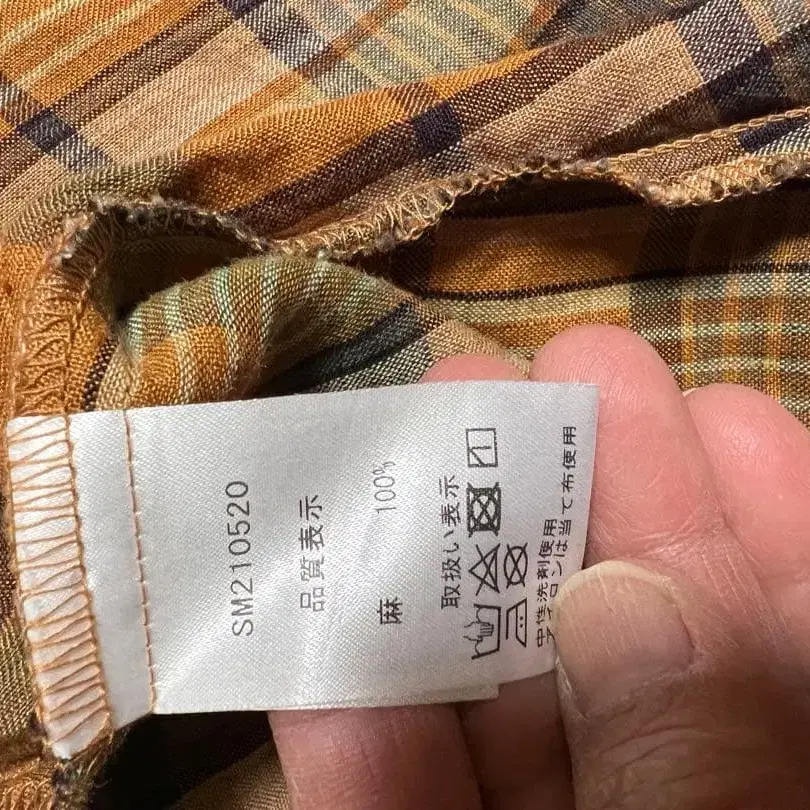 SM210520
品質表示
麻 100%
取扱い表示
中性洗剤使用
アイロンは当て布使用